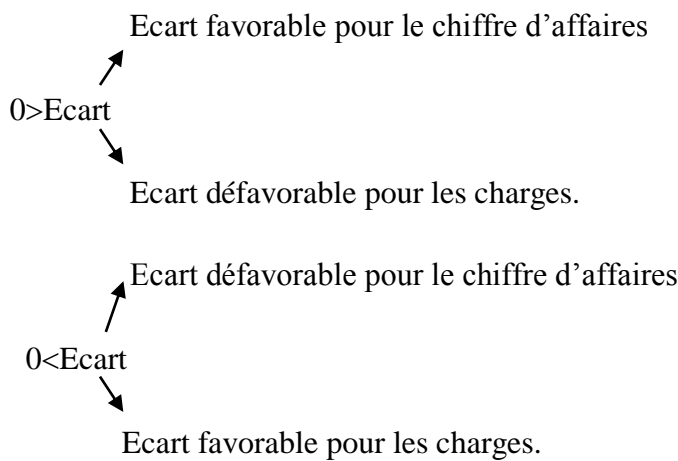 Ecart favorable pour le chiffre d’affaires
0>Ecart
Ecart défavorable pour les charges.
Ecart défavorable pour le chiffre d’affaires
0<Ecart
Ecart favorable pour les charges.